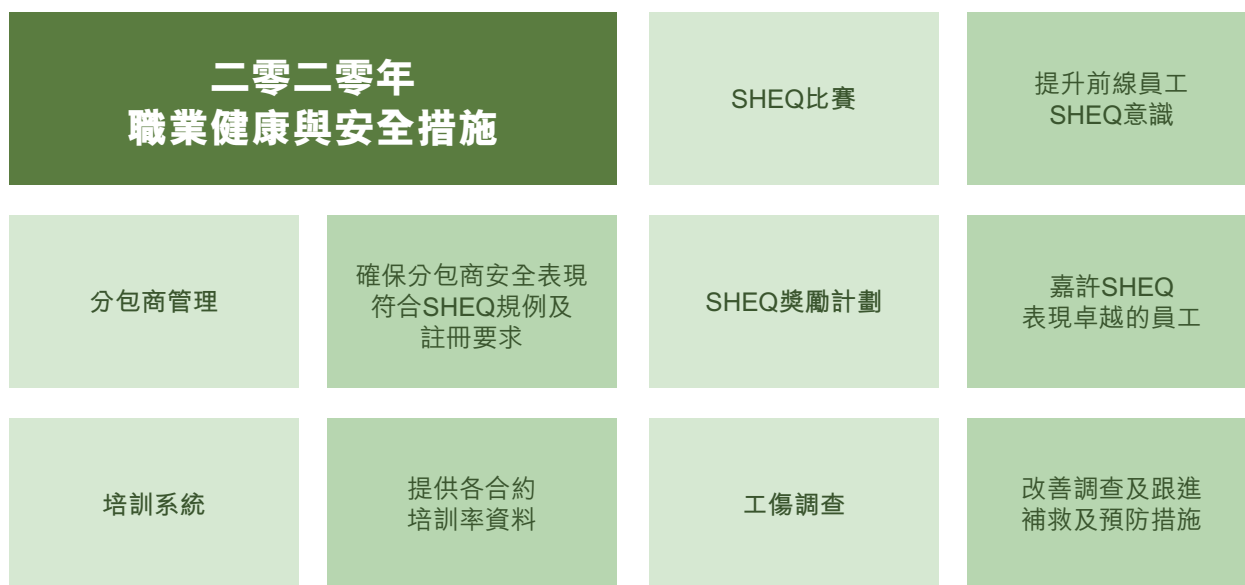 二零二零年
職業健康與安全措施
SHEQ比賽
提升前線員工
SHEQ意識
分包商管理
確保分包商安全表現
符合SHEQ規例及
註冊要求
SHEQ獎勵計劃
嘉許SHEQ
表現卓越的員工
培訓系統
提供各合約
培訓率資料
工傷調查
改善調查及跟進
補救及預防措施